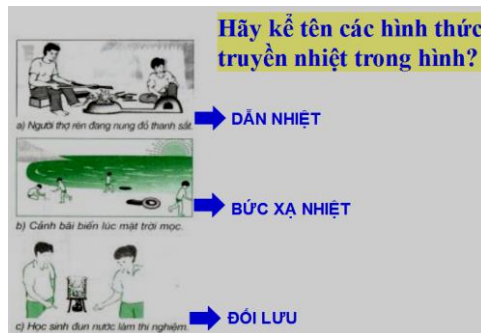 Hãy kể tên các hình thức
truyền nhiệt trong hình?
a) Người thợ rèn đang nung đỏ thanh sắt.
DẪN NHIỆT
b) Cảnh bãi biển lúc mặt trời mọc.
BỨC XẠ NHIỆT
c) Học sinh đun nước làm thí nghiệm.
ĐỐI LƯU